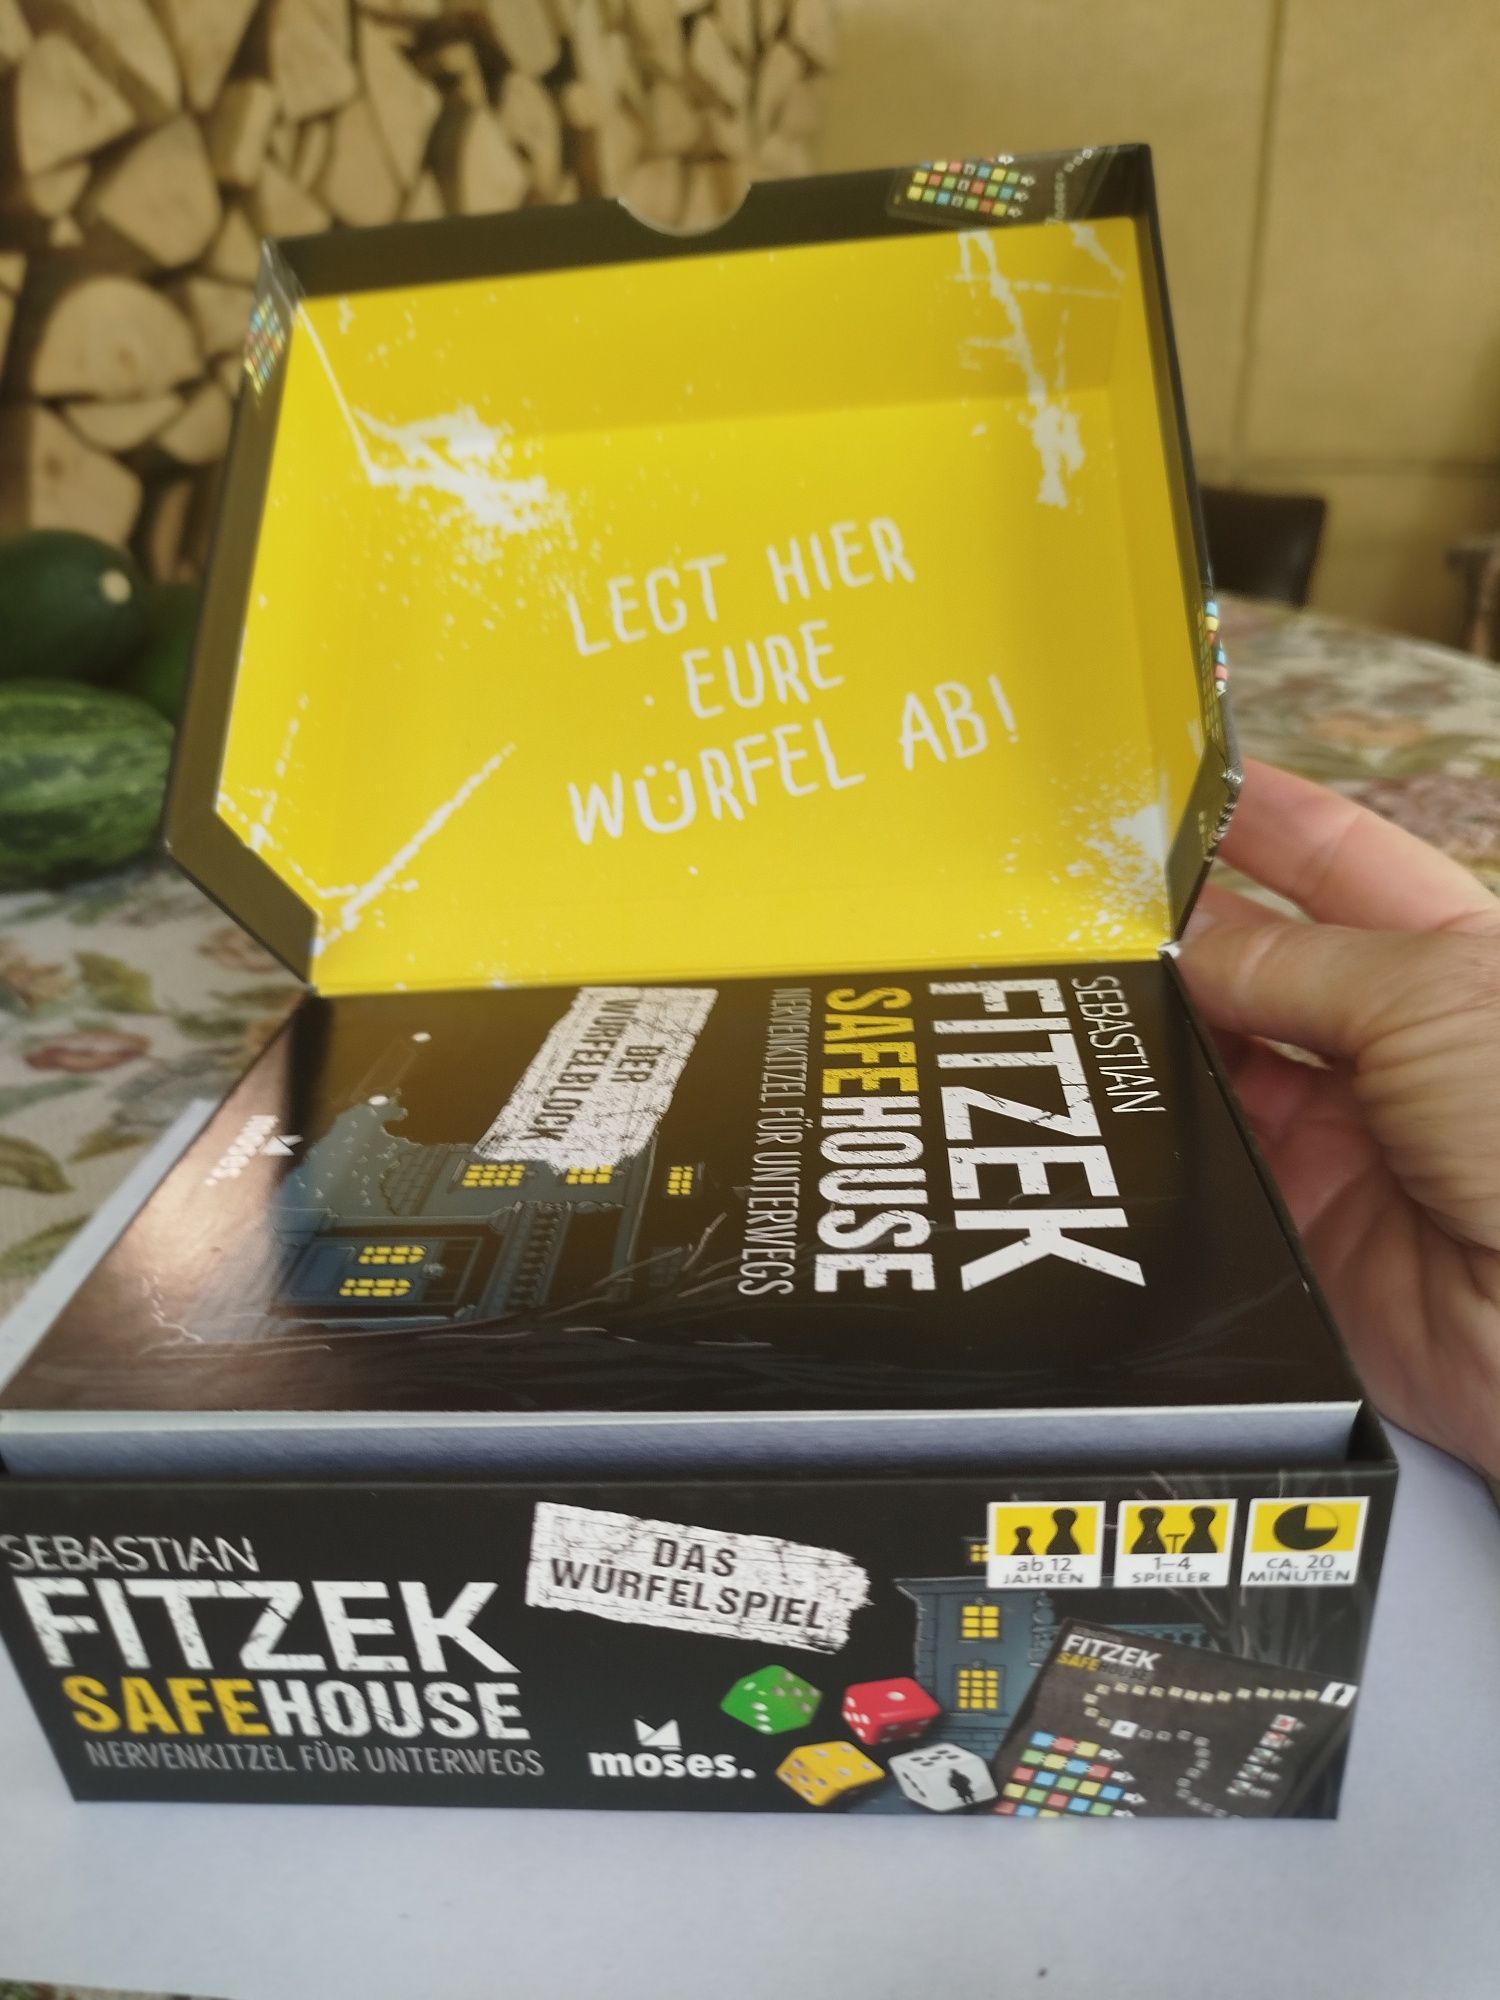 LEGT HIER
EURE
WÜRFEL AB!
SEBASTIAN
FITZEK
SAFEHOUSE
NERVENKITZEL FÜR UNTERWEGS
DER
WÜRFELBLOCK
moses.
SEBASTIAN
FITZEK
SAFEHOUSE
NERVENKITZEL FÜR UNTERWEGS
DAS
WÜRFELSPIEL
moses.
ab 12
JAHREN
1–4
SPIELER
CA. 20
MINUTEN
FITZEK
SAFEHOUSE